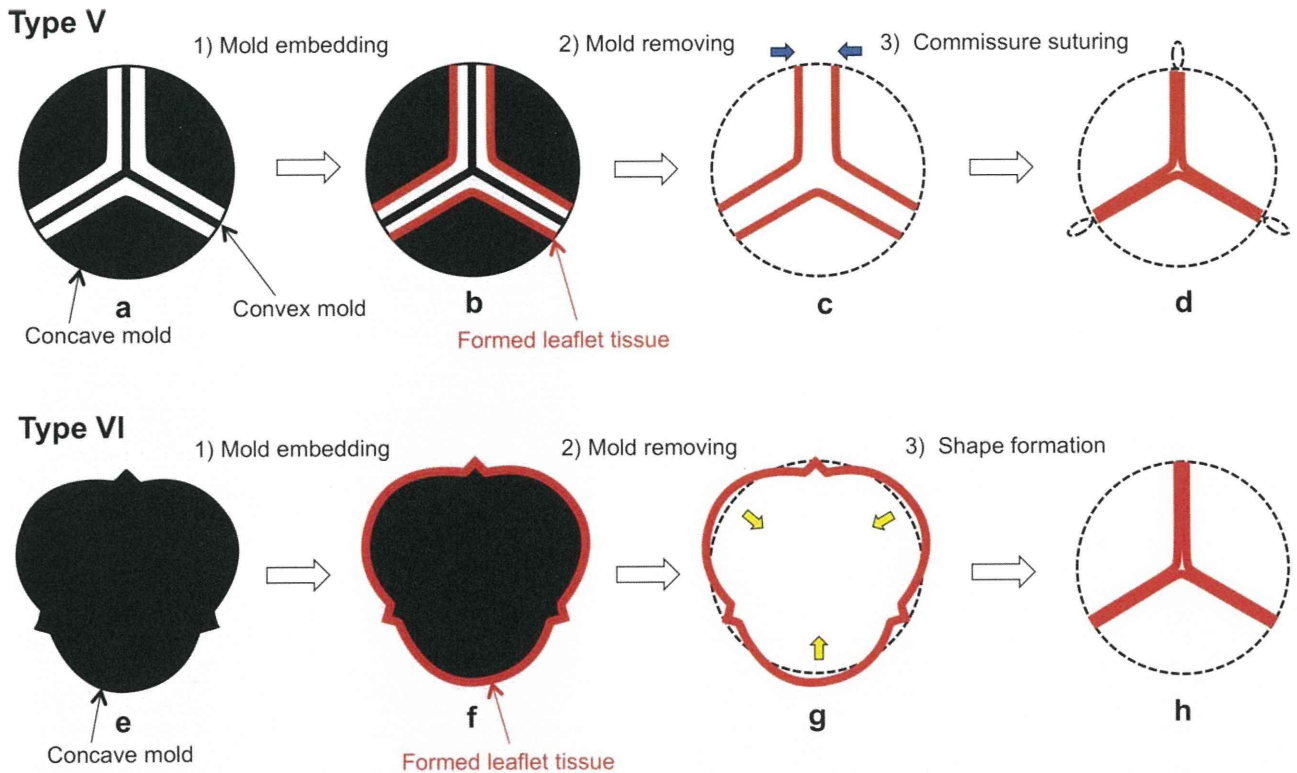 Type V
1) Mold embedding
2) Mold removing
3) Commissure suturing
a
b
c
d
Convex mold
Concave mold
Formed leaflet tissue
Type VI
1) Mold embedding
2) Mold removing
3) Shape formation
e
f
g
h
Concave mold
Formed leaflet tissue